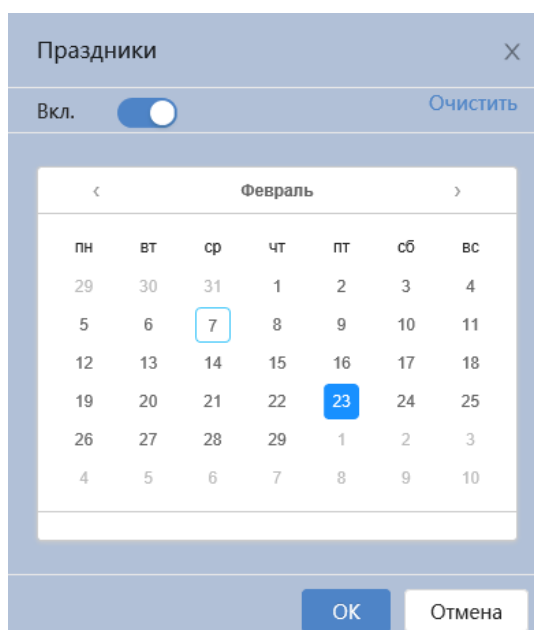 Праздники X
Вкл. Очистить
‹ Февраль ›
пн вт ср чт пт сб вс
29 30 31 1 2 3 4
5 6 7 8 9 10 11
12 13 14 15 16 17 18
19 20 21 22 23 24 25
26 27 28 29 1 2 3
4 5 6 7 8 9 10
OK Отмена